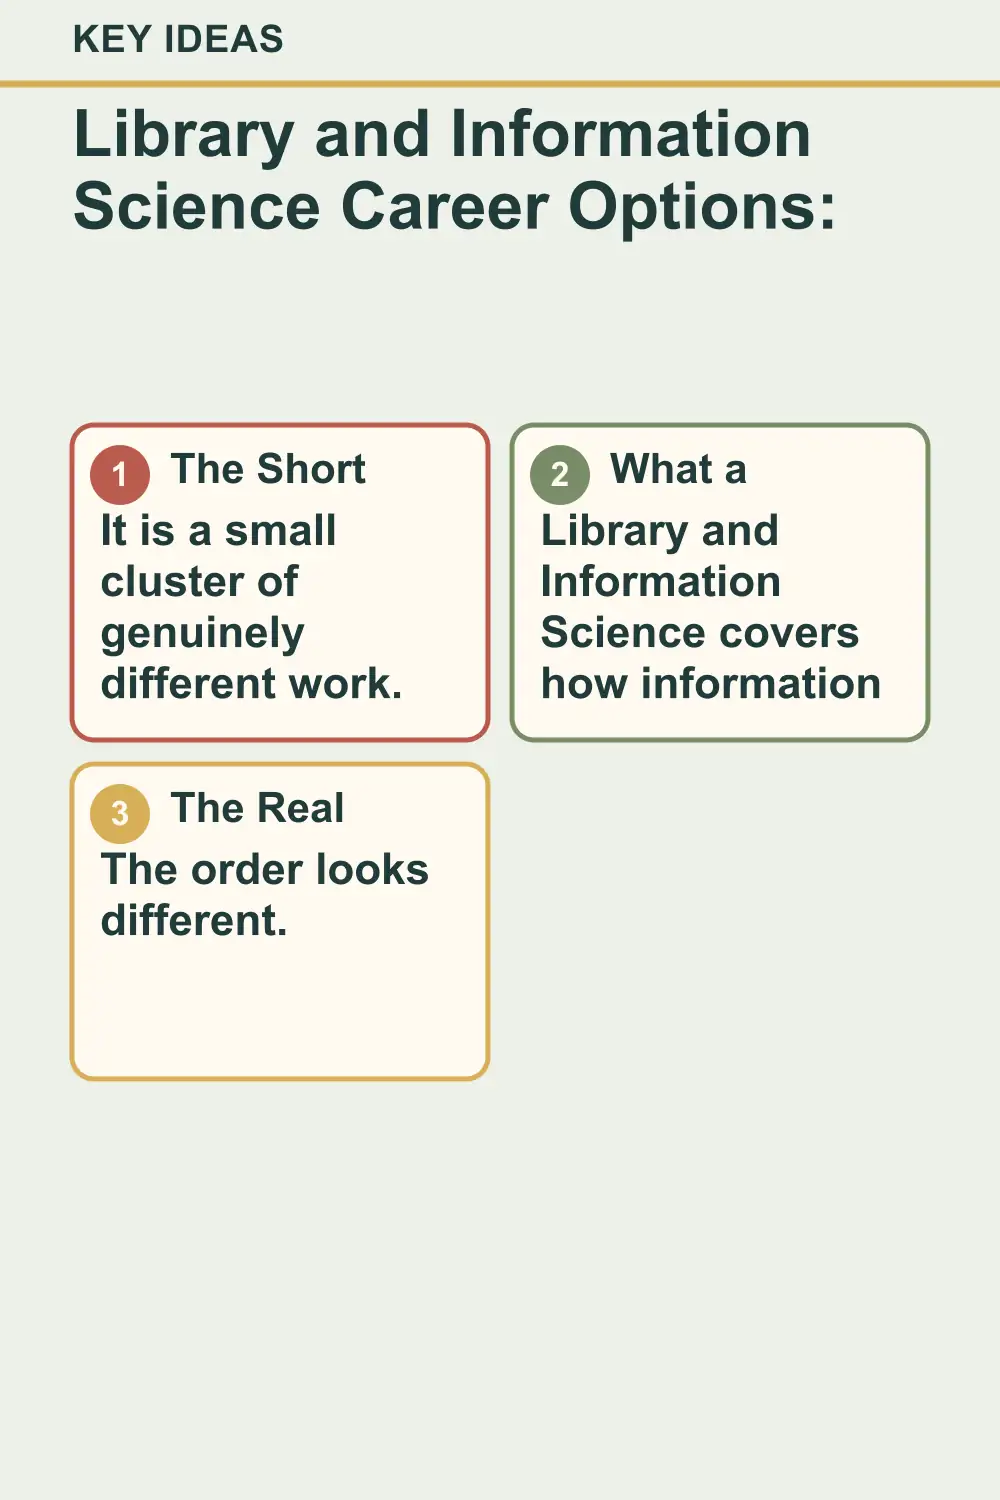 KEY IDEAS
Library and Information
Science Career Options:
1 The Short
It is a small
cluster of
genuinely
different work.
2 What a
Library and
Information
Science covers
how information
3 The Real
The order looks
different.